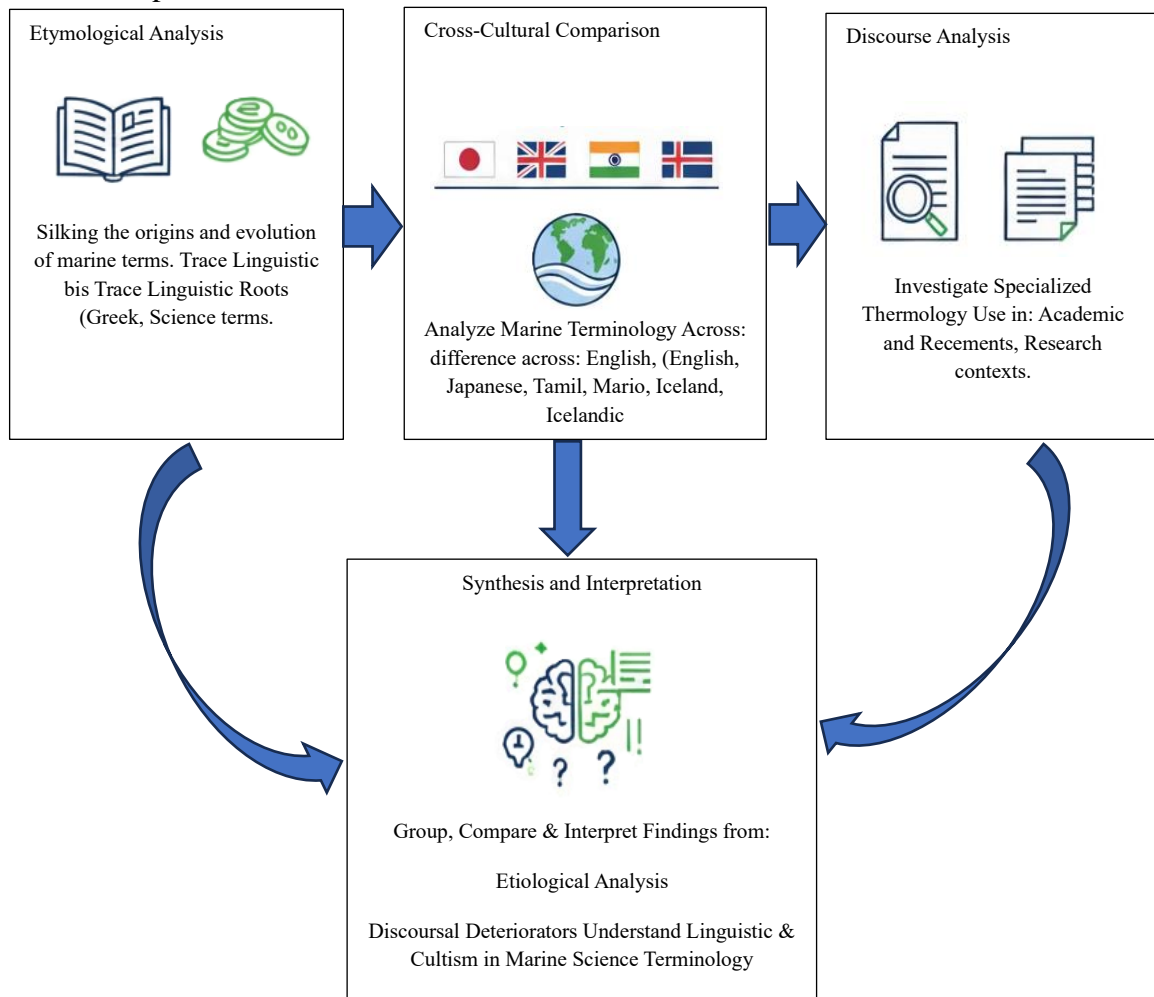 Etymological Analysis
Silking the origins and evolution
of marine terms. Trace Linguistic
bis Trace Linguistic Roots
(Greek, Science terms.
Cross-Cultural Comparison
Analyze Marine Terminology Across:
difference across: English, (English,
Japanese, Tamil, Mario, Iceland,
Icelandic
Discourse Analysis
Investigate Specialized
Thermology Use in: Academic
and Recements, Research
contexts.
Synthesis and Interpretation
Group, Compare & Interpret Findings from:
Etiological Analysis
Discoursal Deteriorators Understand Linguistic &
Cultism in Marine Science Terminology